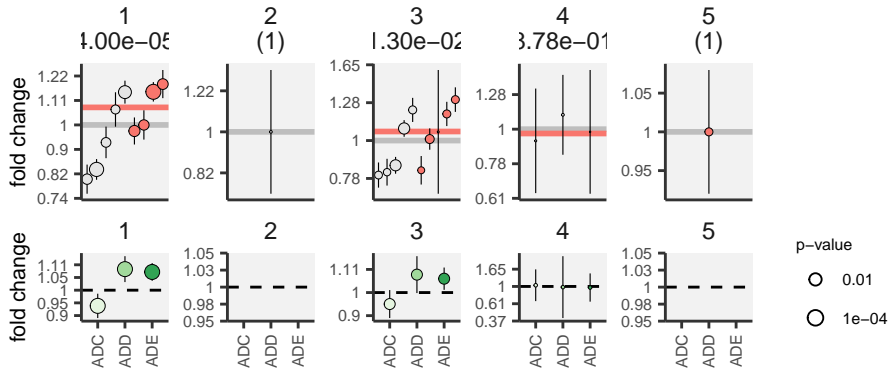 1 2 3 4 5
4.00e−05 (1) 1.30e−02 3.78e−01 (1)
fold change
1.22 1.11 1 0.9 0.82 0.74
1.22 1 0.82
1.65 1.28 1 0.78
1.28 1 0.78 0.61
1.05 1 0.95
1 2 3 4 5
fold change
1.11 1.05 1 0.95 0.9
1.05 1.03 1 0.98 0.95
1.11 1 0.9
1.65 1 0.61 0.37
1.05 1.03 1 0.98 0.95
ADC ADD ADE ADC ADD ADE ADC ADD ADE ADC ADD ADE ADC ADD ADE
p−value
0.01
1e−04